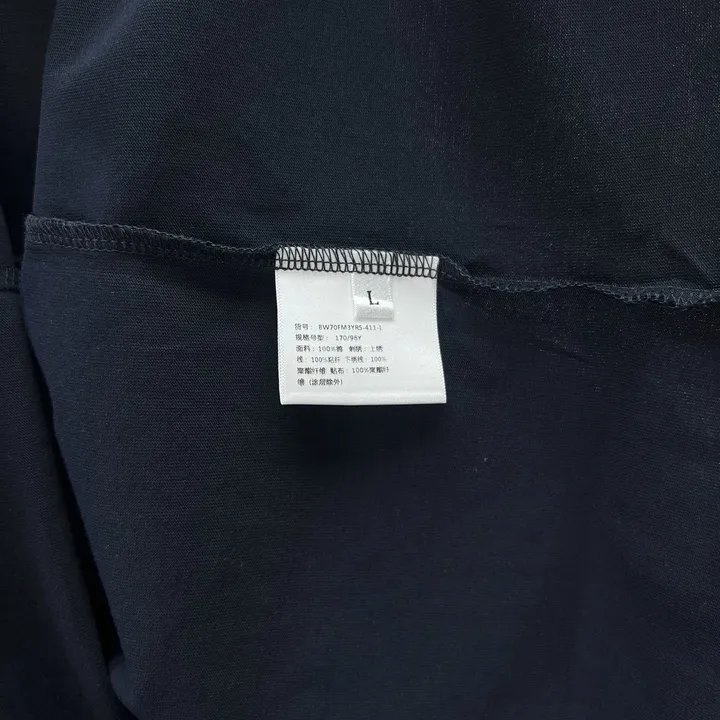 L
货号： BW70FM3YRS-411-L
规格号型： 170/96Y
面料：100%棉 刺绣：上绣
线：100%粘纤 下绣线：100%
聚酯纤维 贴布：100%聚酯纤
维 (涂层除外)